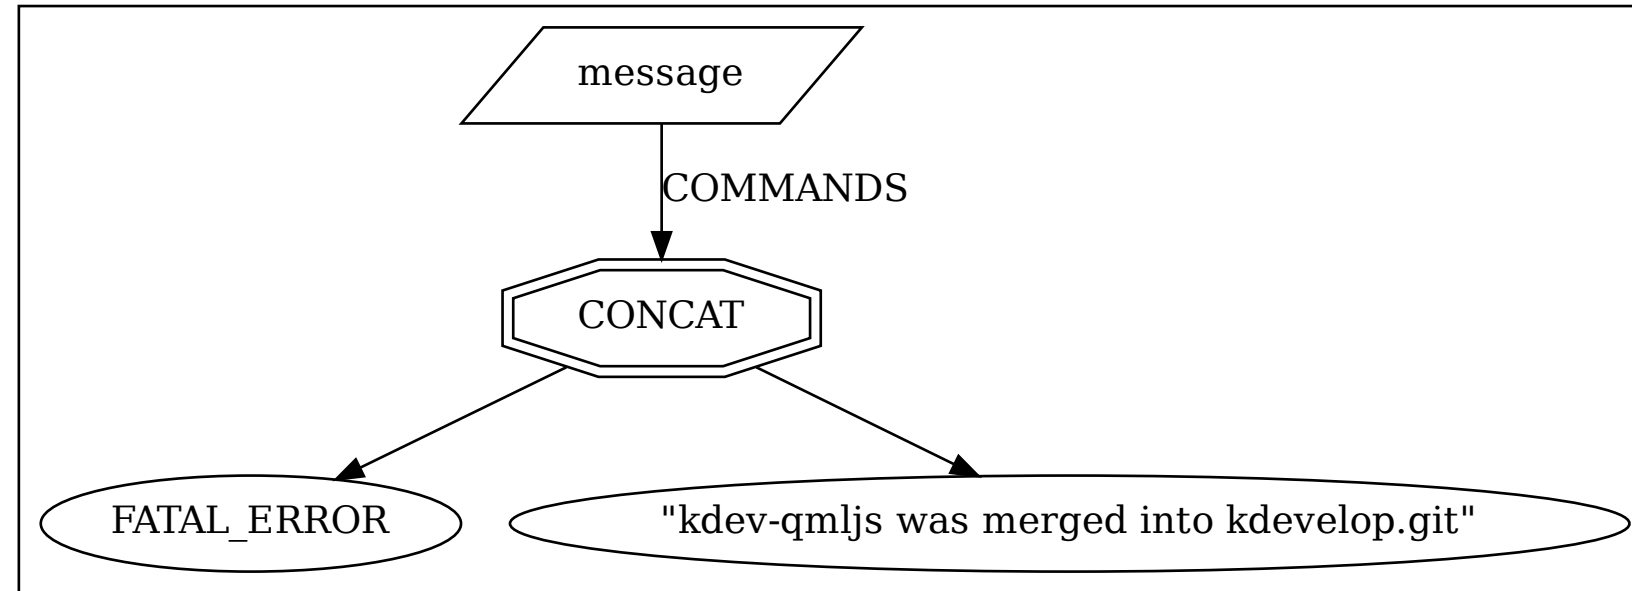 message
COMMANDS
CONCAT
FATAL_ERROR
"kdev-qmljs was merged into kdevelop.git"